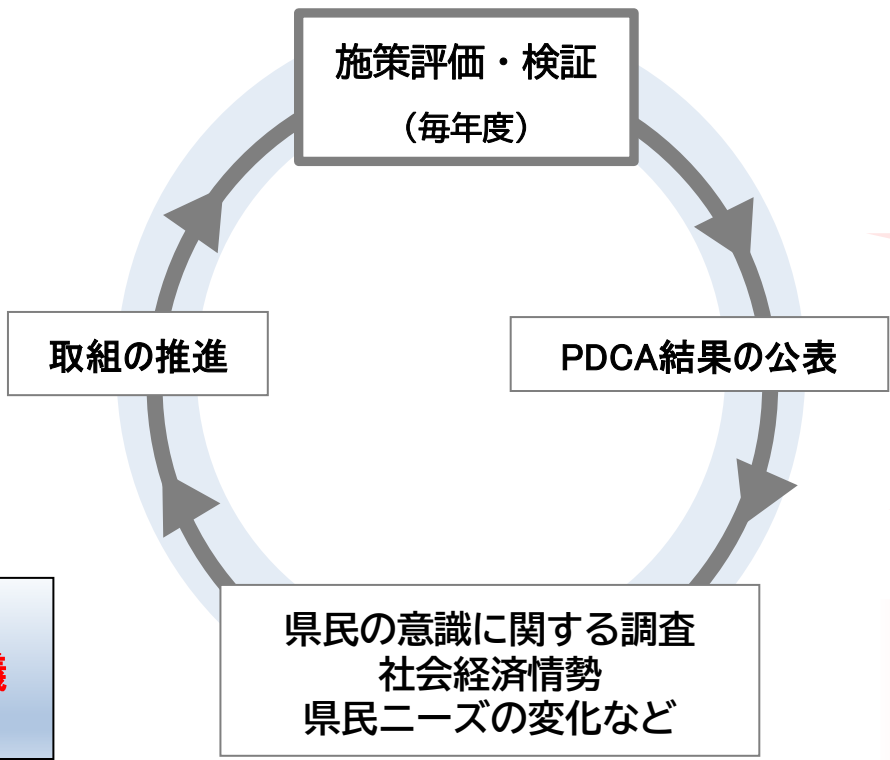 施策評価・検証
（毎年度）
取組の推進
PDCA結果の公表
県民の意識に関する調査
社会経済情勢
県民ニーズの変化など